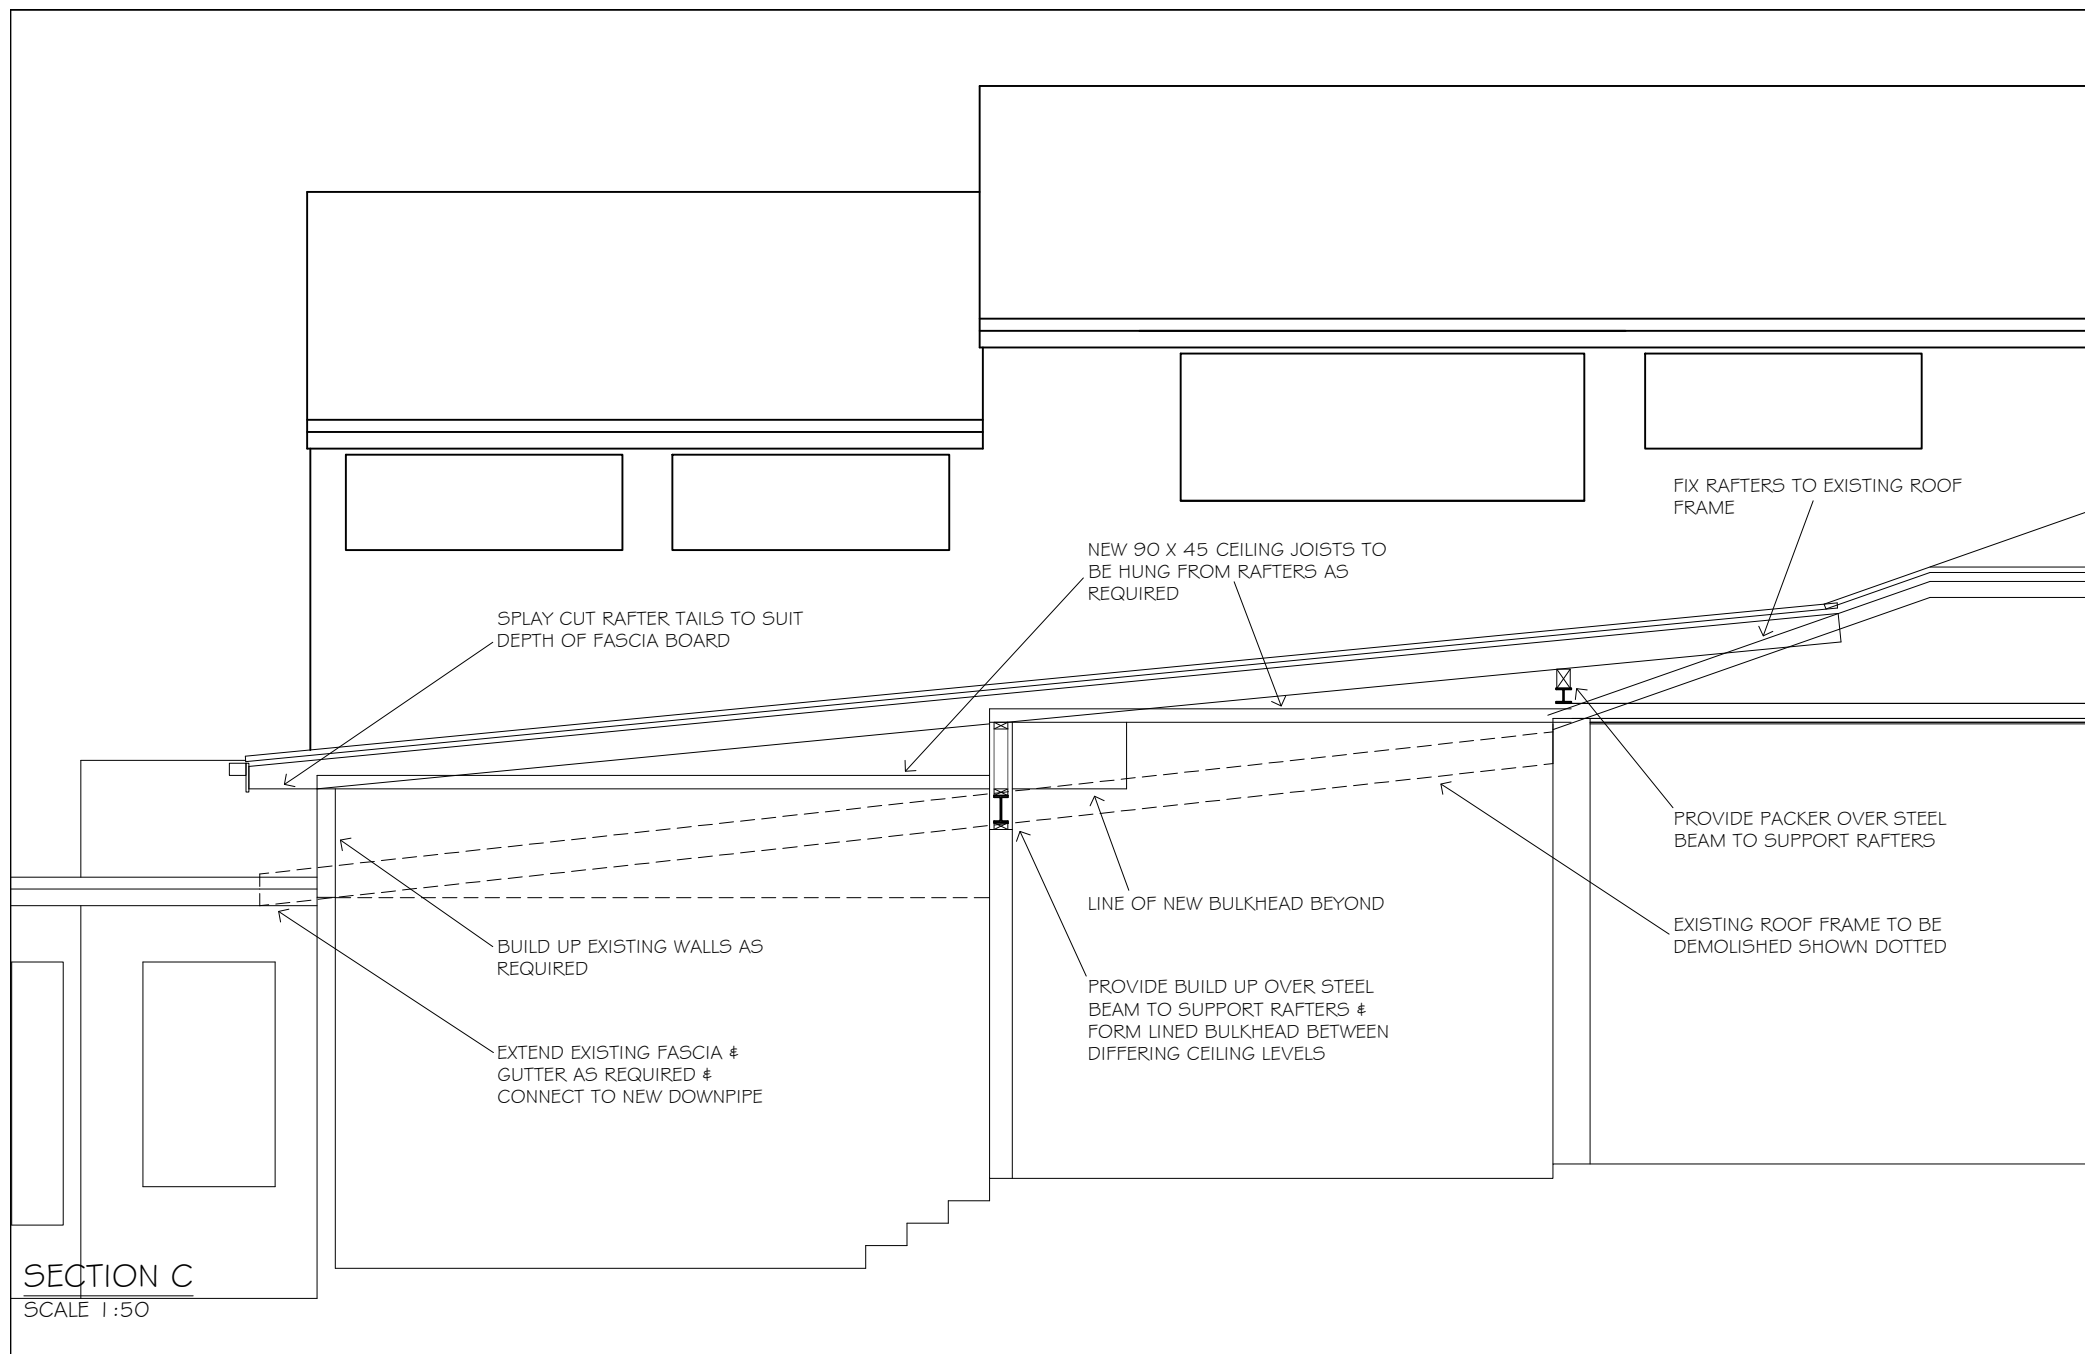 FIX RAFTERS TO EXISTING ROOF
FRAME
NEW 90 X 45 CEILING JOISTS TO
BE HUNG FROM RAFTERS AS
REQUIRED
SPLAY CUT RAFTER TAILS TO SUIT
DEPTH OF FASCIA BOARD
PROVIDE PACKER OVER STEEL
BEAM TO SUPPORT RAFTERS
LINE OF NEW BULKHEAD BEYOND
EXISTING ROOF FRAME TO BE
DEMOLISHED SHOWN DOTTED
BUILD UP EXISTING WALLS AS
REQUIRED
PROVIDE BUILD UP OVER STEEL
BEAM TO SUPPORT RAFTERS &
FORM LINED BULKHEAD BETWEEN
DIFFERING CEILING LEVELS
EXTEND EXISTING FASCIA &
GUTTER AS REQUIRED &
CONNECT TO NEW DOWNPIPE
SECTION C
SCALE 1:50